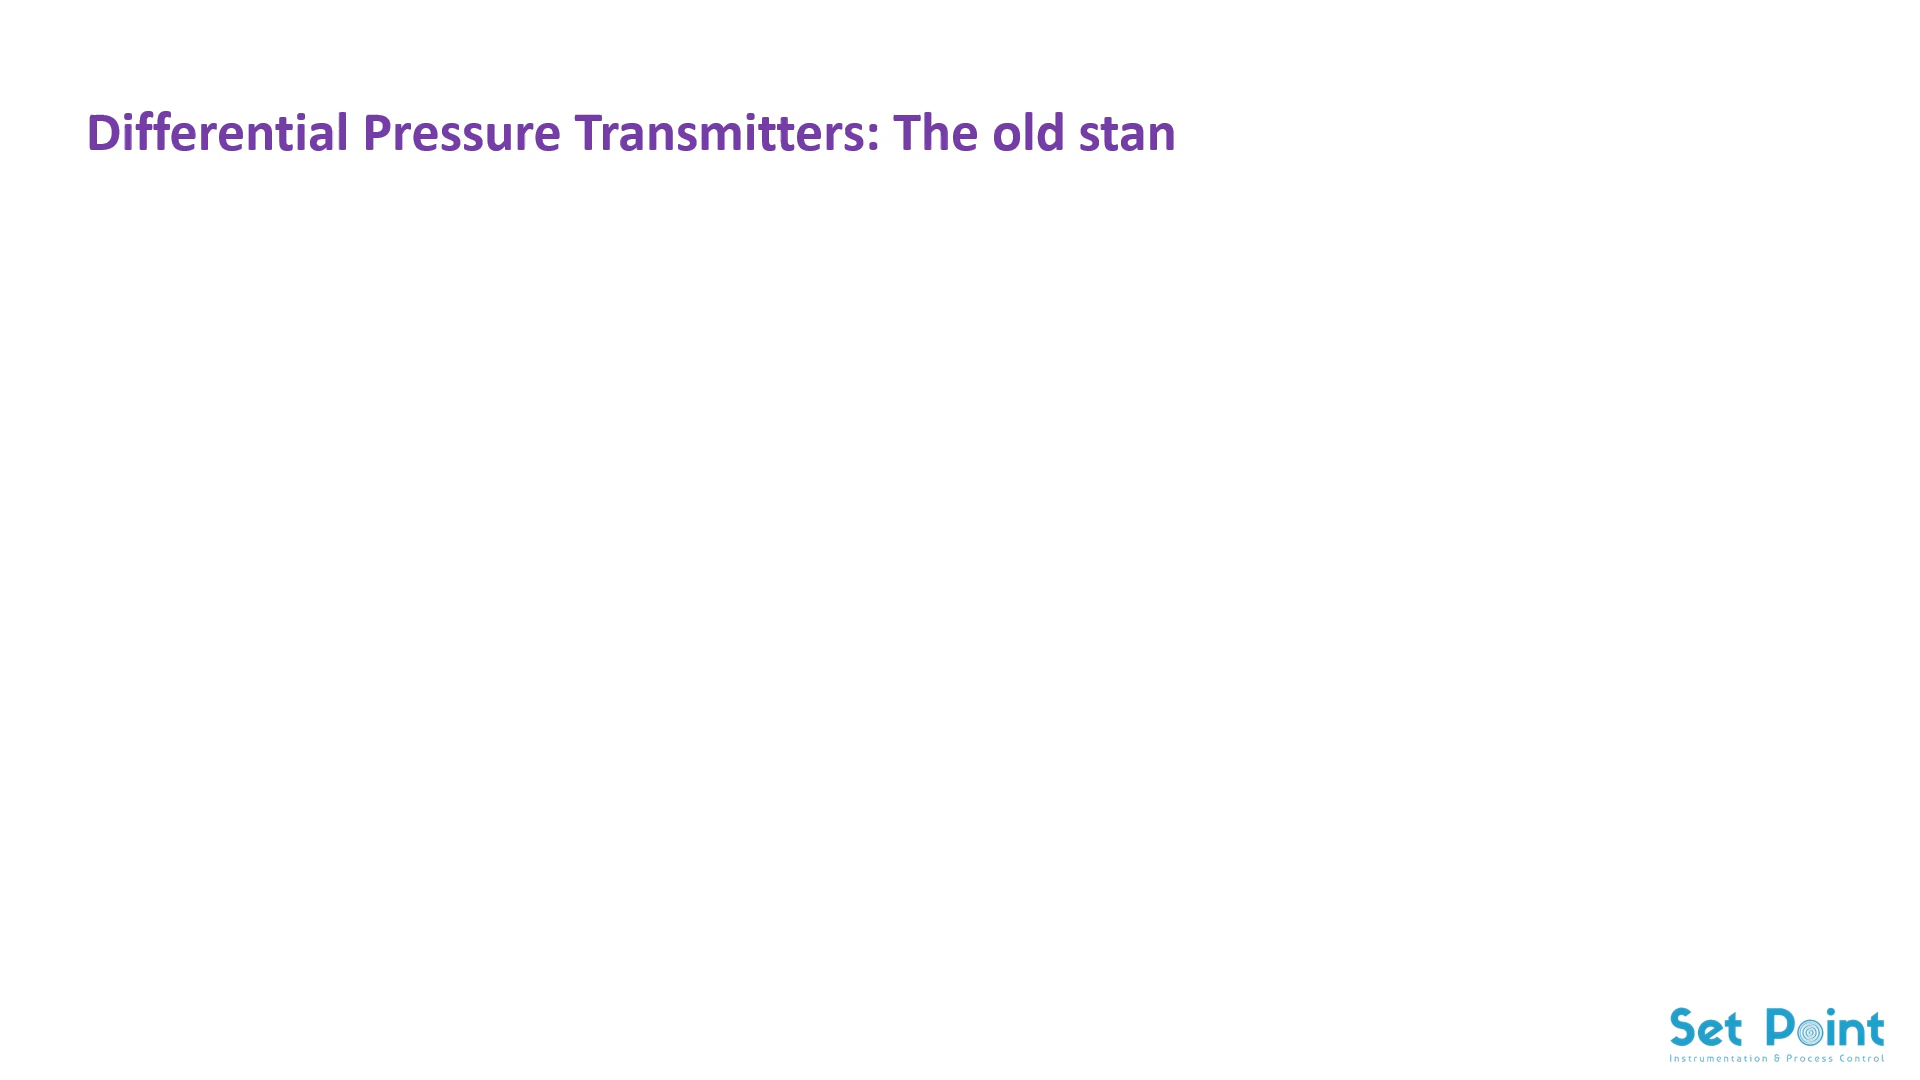 Differential Pressure Transmitters: The old stan
Set Point
Instrumentation & Process Control